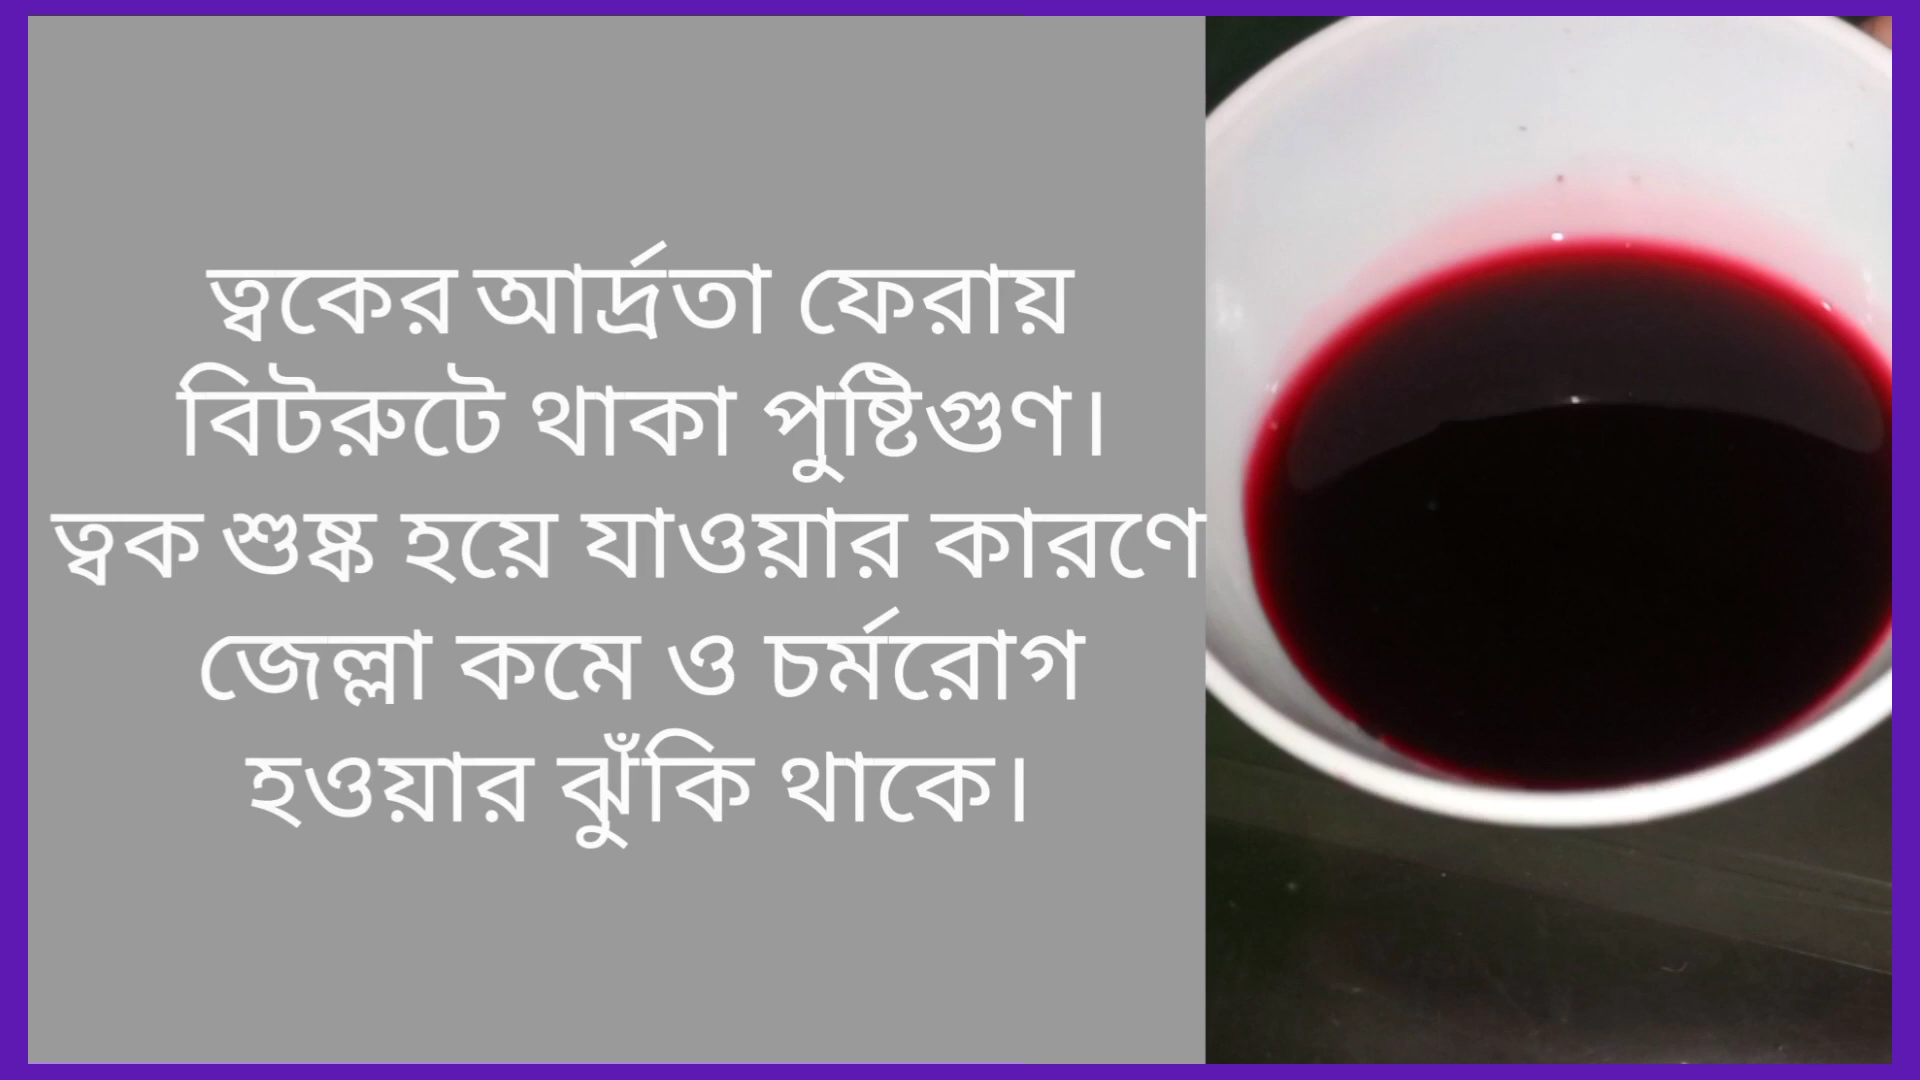 ত্বকের আর্দ্রতা ফেরায়
বিটরুটে থাকা পুষ্টিগুণ।
ত্বক শুষ্ক হয়ে যাওয়ার কারণে
জেল্লা কমে ও চর্মরোগ
হওয়ার ঝুঁকি থাকে।